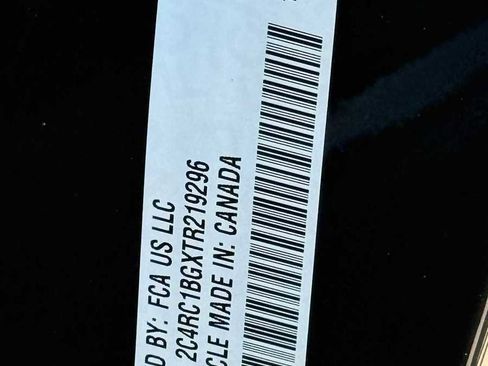 D BY: FCA US LLC
2C4RC1BGXTR219296
CLE MADE IN: CANADA